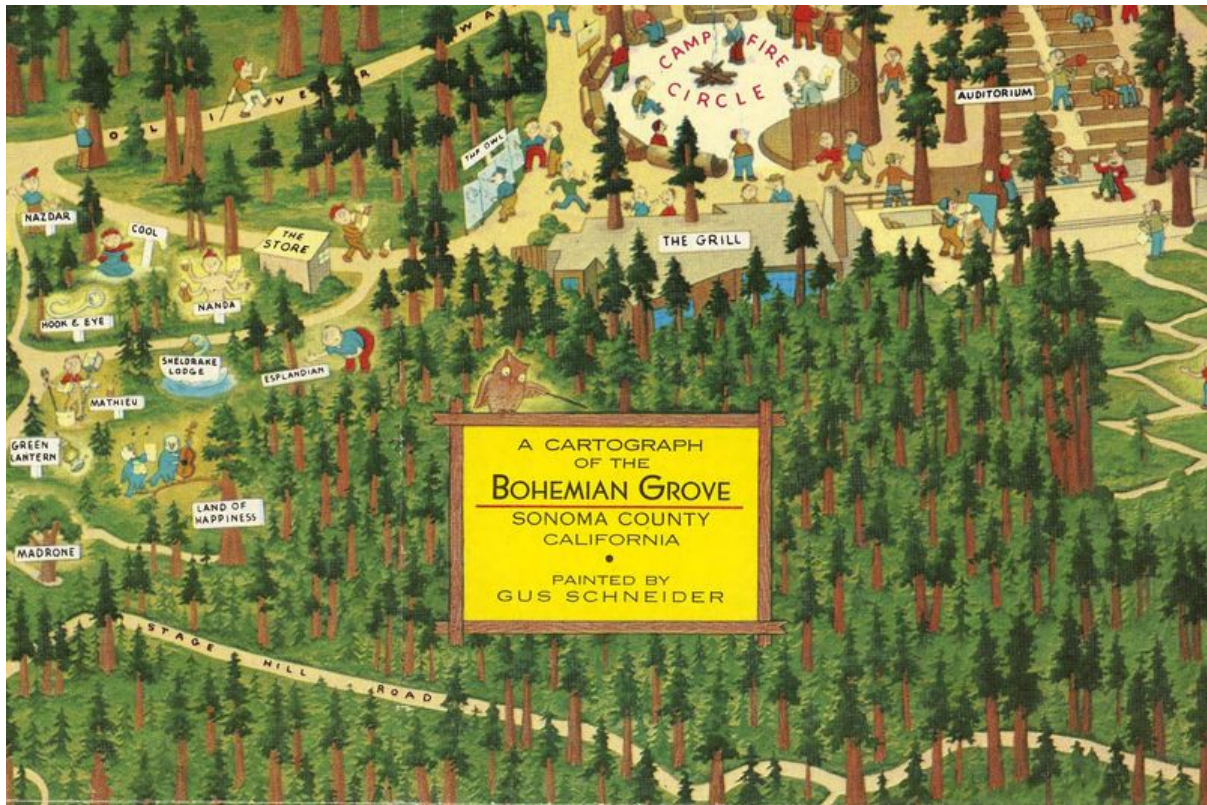 OLIVER WA
CAMP FIRE
CIRCLE
AUDITORIUM
THE OWL
NAZDAR
COOL
THE
STORE
THE GRILL
NANDA
HOOK & EYE
SHELDRAKE
LODGE
ESPLANDIAN
MATHIEU
GREEN
LANTERN
LAND OF
HAPPINESS
MADRONE
A CARTOGRAPH
OF THE
BOHEMIAN GROVE
SONOMA COUNTY
CALIFORNIA
•
PAINTED BY
GUS SCHNEIDER
STAGE HILL ROAD